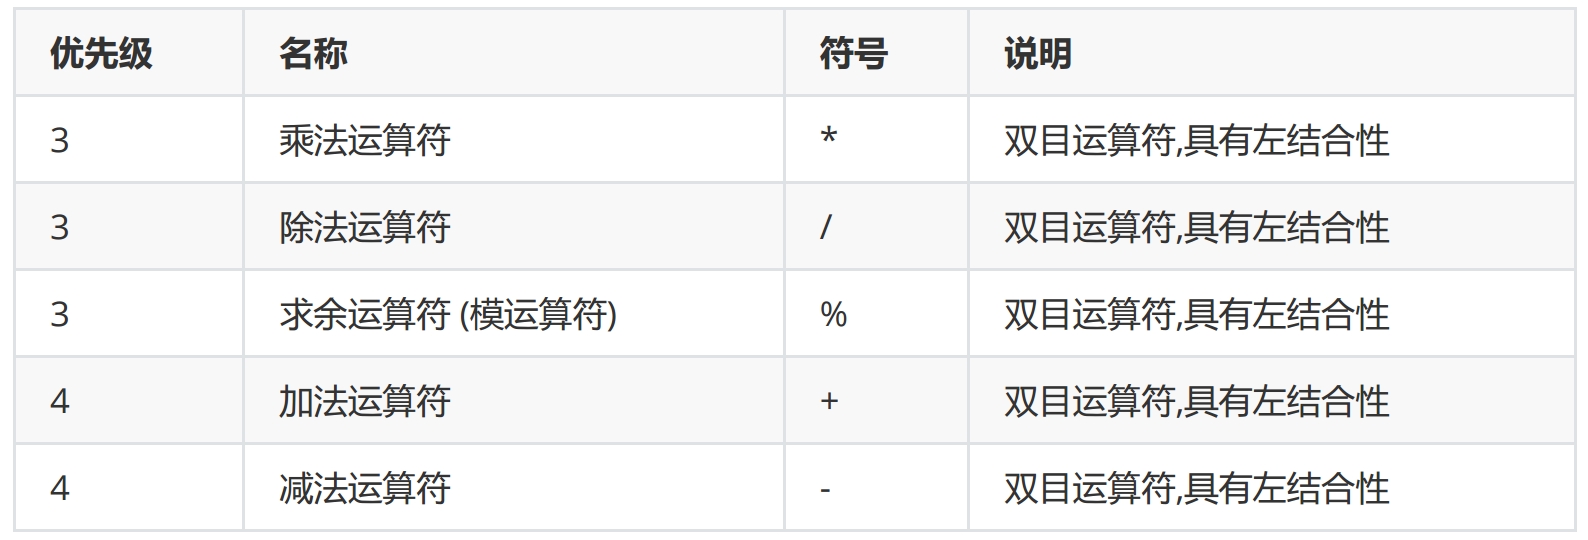 优先级 名称 符号 说明
3 乘法运算符 * 双目运算符,具有左结合性
3 除法运算符 / 双目运算符,具有左结合性
3 求余运算符 (模运算符) % 双目运算符,具有左结合性
4 加法运算符 + 双目运算符,具有左结合性
4 减法运算符 - 双目运算符,具有左结合性